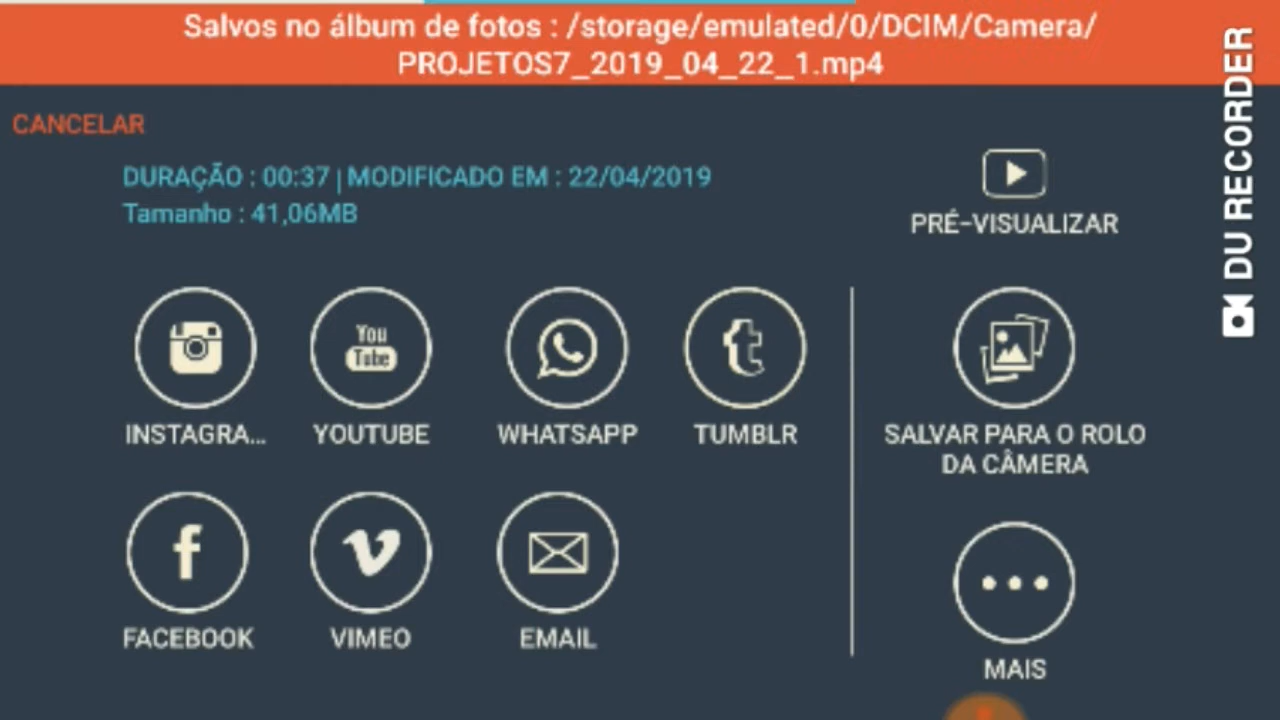 Salvos no álbum de fotos : /storage/emulated/0/DCIM/Camera/
PROJETOS7_2019_04_22_1.mp4
CANCELAR
DURAÇÃO : 00:37 | MODIFICADO EM : 22/04/2019
Tamanho : 41,06MB
PRÉ-VISUALIZAR
DU RECORDER
You
Tube
INSTAGRA...
YOUTUBE
WHATSAPP
TUMBLR
SALVAR PARA O ROLO
DA CÂMERA
FACEBOOK
VIMEO
EMAIL
MAIS